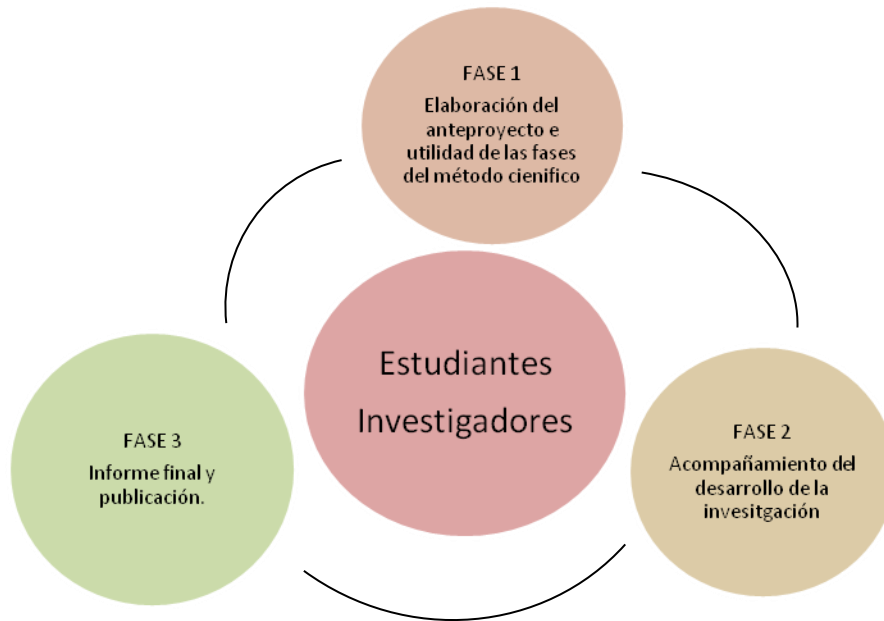 FASE 1
Elaboración del
anteproyecto e
utilidad de las fases
del método cienifico
Estudiantes
Investigadores
FASE 2
Acompañamiento del
desarrollo de la
invesitgación
FASE 3
Informe final y
publicación.